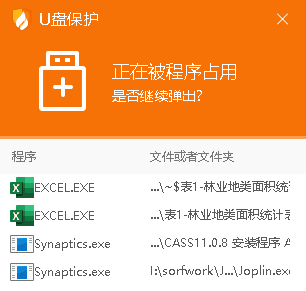 U盘保护
正在被程序占用
是否继续弹出?
程序 文件或者文件夹
EXCEL.EXE ...\~$表1-林业地类面积统计
EXCEL.EXE ...\表1-林业地类面积统计表
Synaptics.exe ...\CASS11.0.8 安装程序 A
Synaptics.exe I:\sorfwork\J...\Joplin.exe